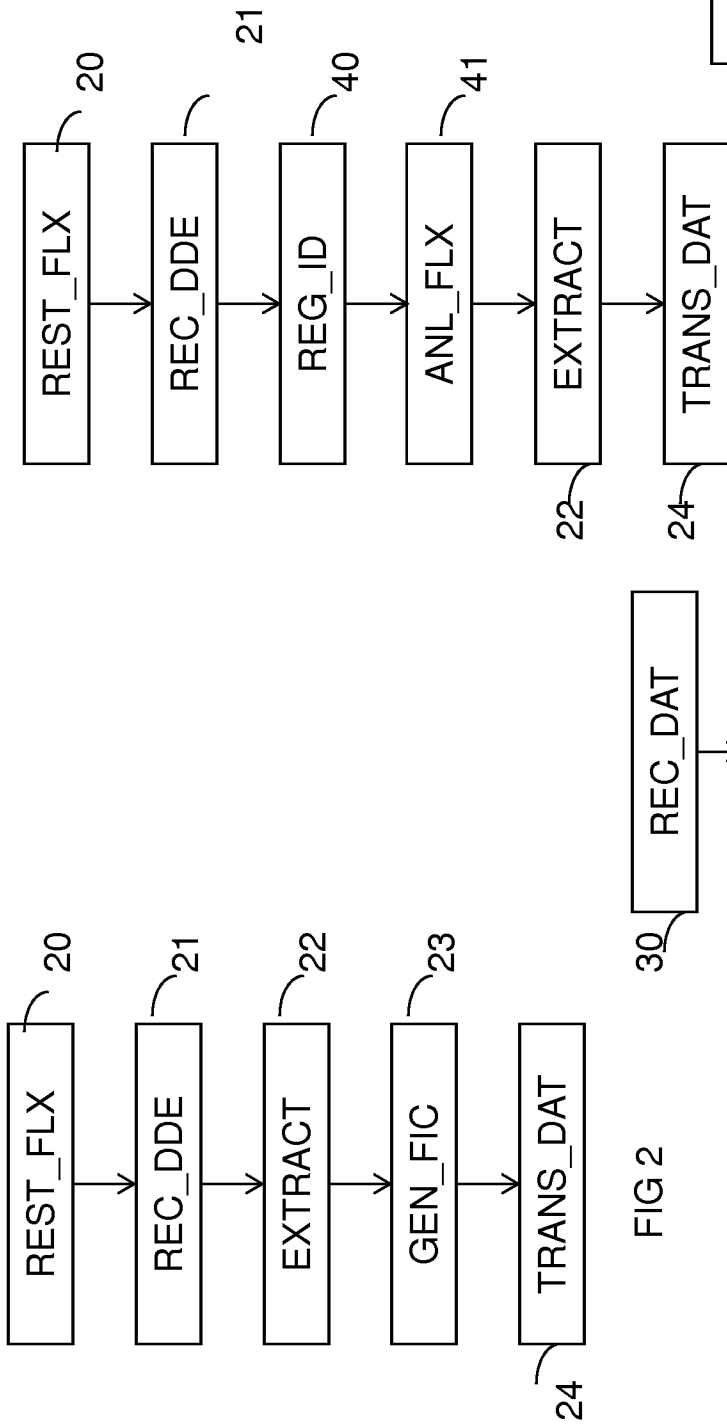 REST_FLX
20
REC_DDE
21
EXTRACT
22
GEN_FIC
23
TRANS_DAT
24
FIG 2
REC_DAT
30
REST_FLX
20
REC_DDE
21
REG_ID
40
ANL_FLX
41
EXTRACT
22
TRANS_DAT
24